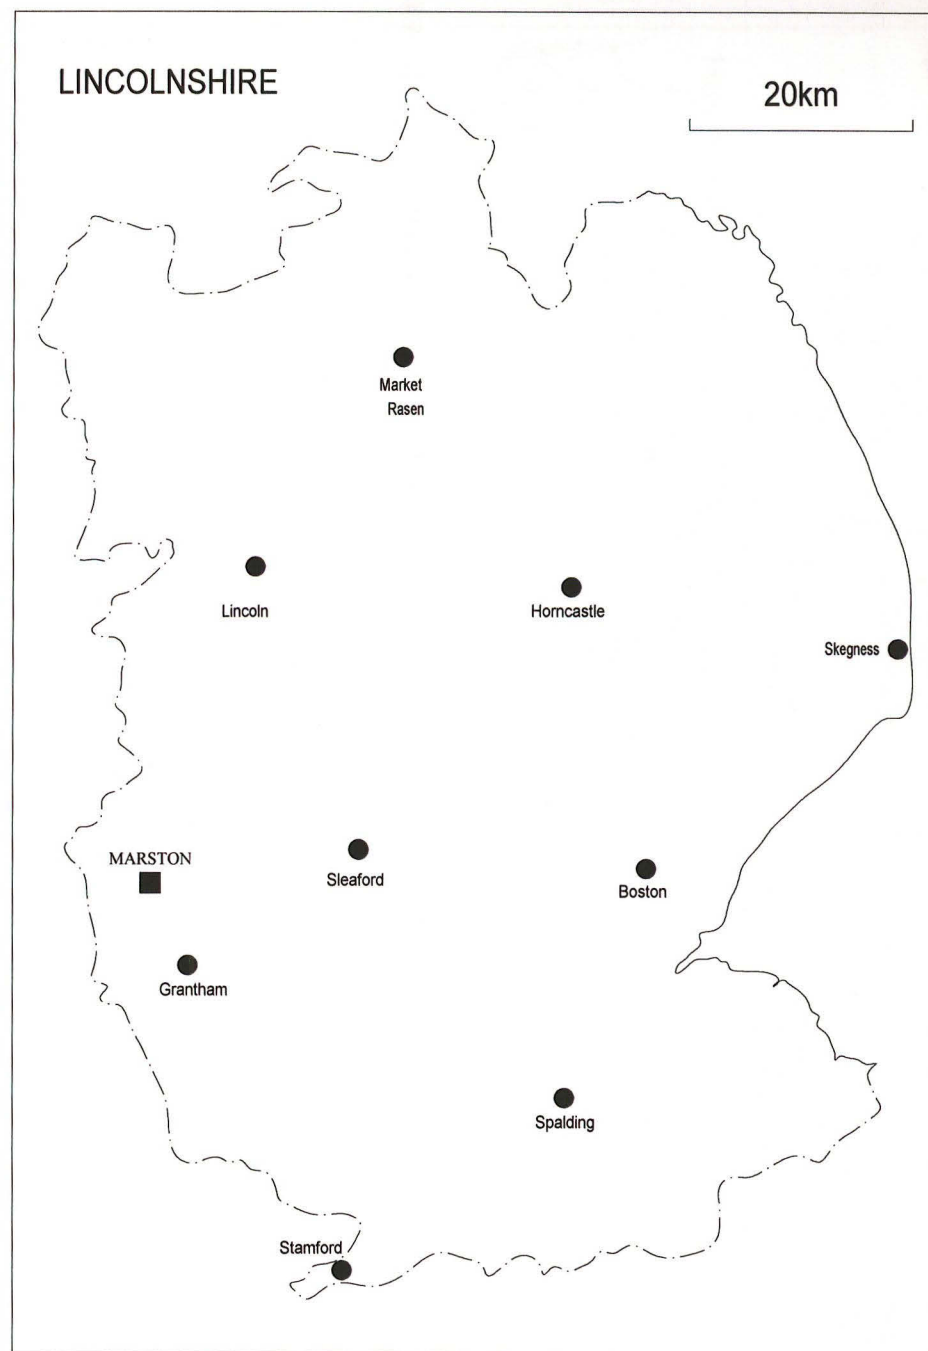 LINCOLNSHIRE
20km
Market
Rasen
Lincoln
Horncastle
Skegness
MARSTON
Sleaford
Boston
Grantham
Spalding
Stamford